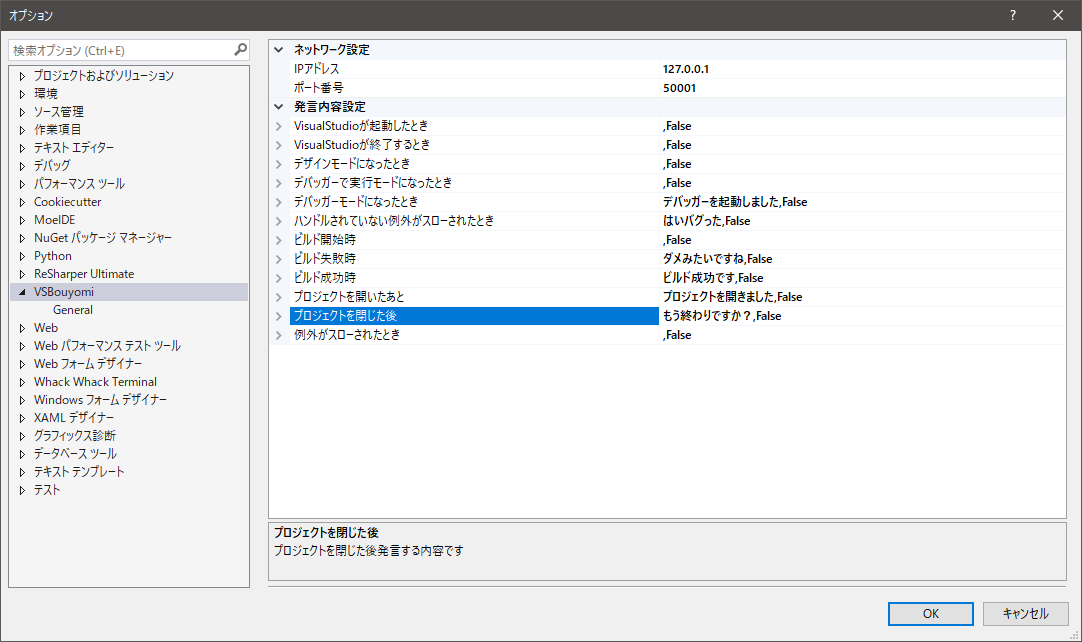 オプション
?
検索オプション (Ctrl+E)
プロジェクトおよびソリューション
環境
ソース管理
作業項目
テキスト エディター
デバッグ
パフォーマンス ツール
Cookiecutter
MoeIDE
NuGet パッケージ マネージャー
Python
ReSharper Ultimate
VSBouyomi
General
Web
Web パフォーマンス テスト ツール
Web フォーム デザイナー
Whack Whack Terminal
Windows フォーム デザイナー
XAML デザイナー
グラフィックス診断
データベース ツール
テキスト テンプレート
テスト
ネットワーク設定
IPアドレス 127.0.0.1
ポート番号 50001
発言内容設定
VisualStudioが起動したとき ,False
VisualStudioが終了するとき ,False
デザインモードになったとき ,False
デバッガーで実行モードになったとき ,False
デバッガーモードになったとき デバッガーを起動しました,False
ハンドルされていない例外がスローされたとき はいバグった,False
ビルド開始時 ,False
ビルド失敗時 ダメみたいですね,False
ビルド成功時 ビルド成功です,False
プロジェクトを開いたあと プロジェクトを開きました,False
プロジェクトを閉じた後 もう終わりですか？,False
例外がスローされたとき ,False
プロジェクトを閉じた後
プロジェクトを閉じた後発言する内容です
OK
キャンセル